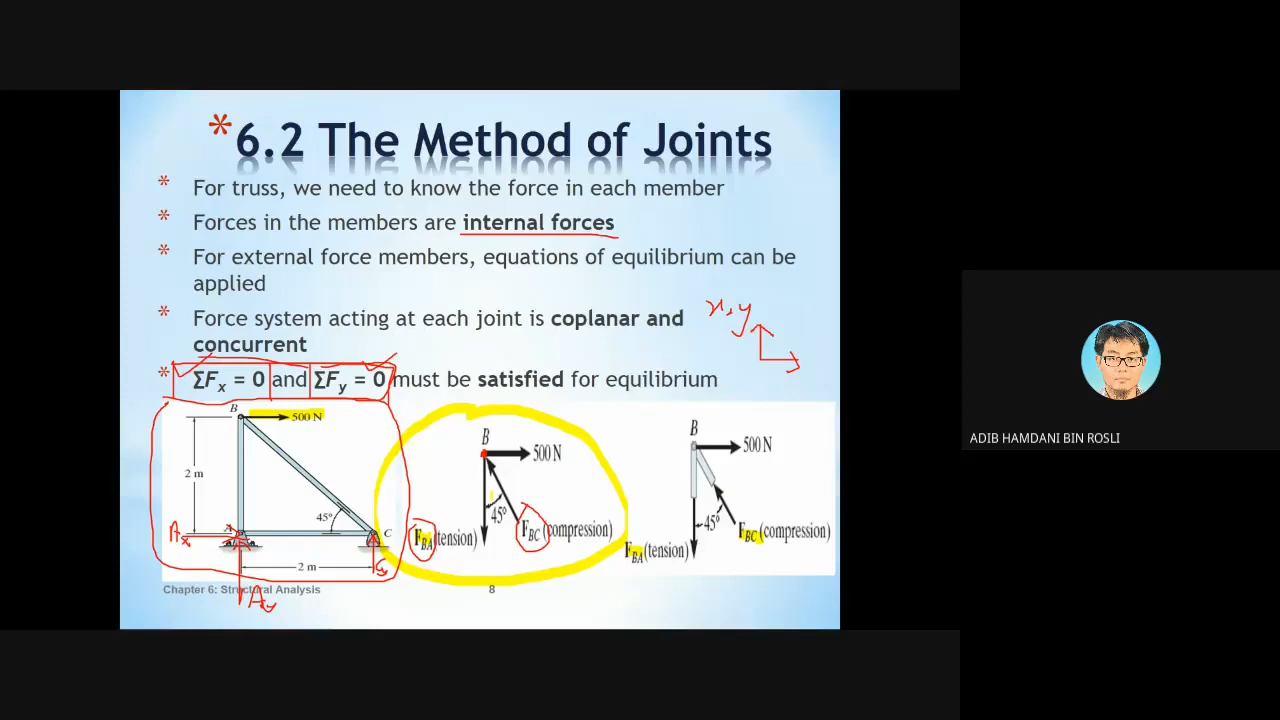 *6.2 The Method of Joints
* For truss, we need to know the force in each member
* Forces in the members are internal forces
* For external force members, equations of equilibrium can be
applied
* Force system acting at each joint is coplanar and
concurrent
x, y
* ΣFx = 0 and ΣFy = 0 must be satisfied for equilibrium
B
500 N
2 m
45°
A
C
2 m
Ax
Ay
Cy
B
500 N
45°
FBA (tension)
FBC (compression)
B
500 N
45°
FBC (compression)
FBA (tension)
Chapter 6: Structural Analysis
8
ADIB HAMDANI BIN ROSLI